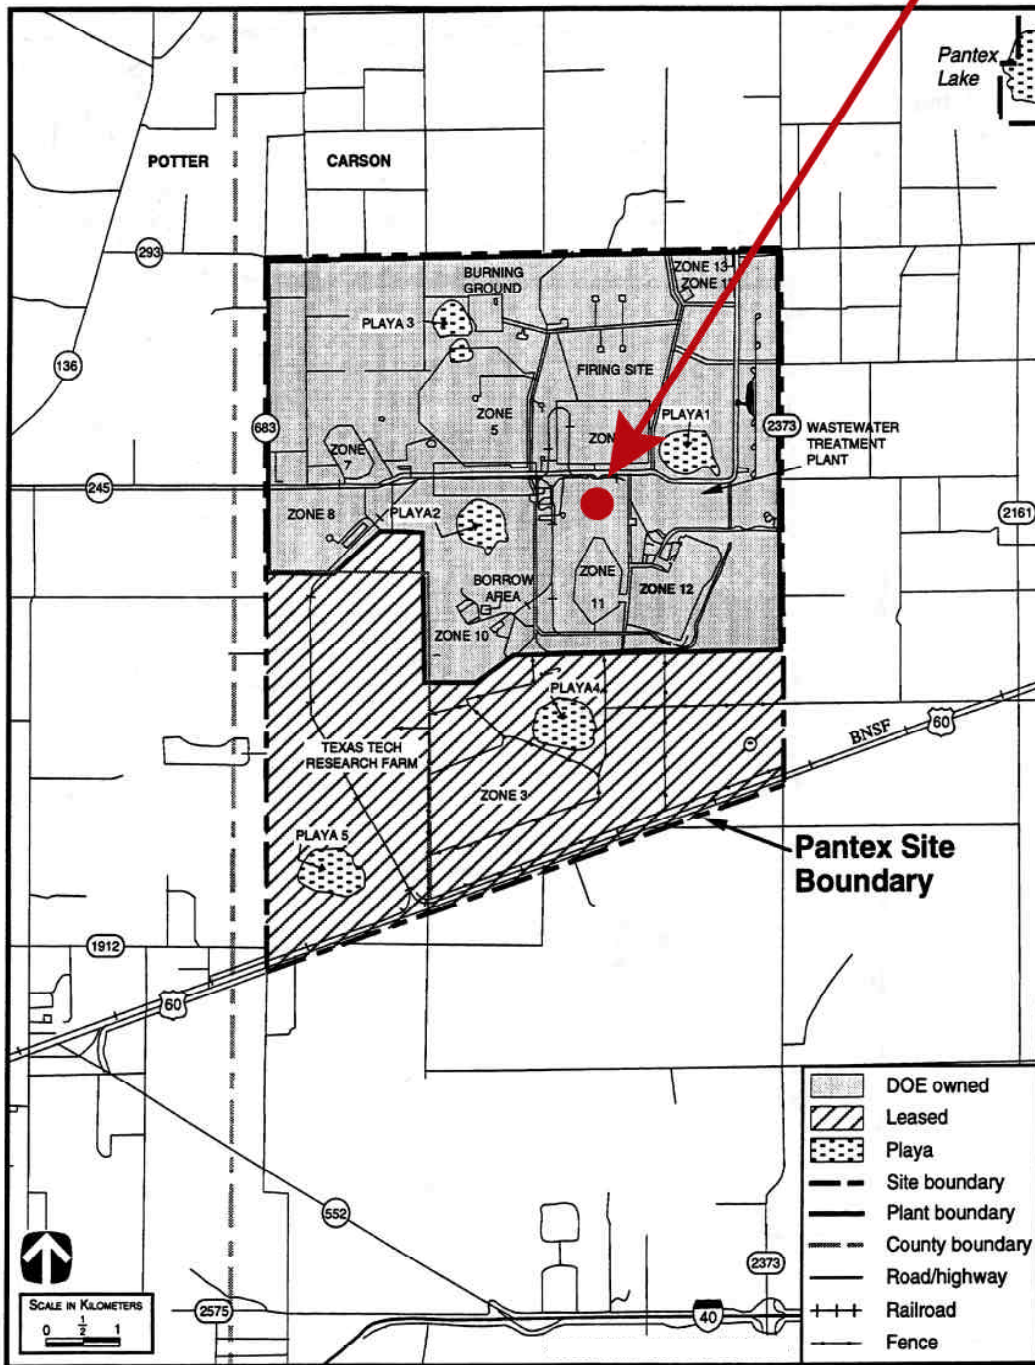 Pantex
Lake
POTTER
CARSON
293
BURNING
GROUND
ZONE 13
PLAYA 3
136
FIRING SITE
683
ZONE
5
PLAYA1
2373
WASTEWATER
TREATMENT
PLANT
ZONE
7
245
ZONE 8
PLAYA2
2161
ZONE
11
BORROW
AREA
ZONE 12
ZONE 10
PLAYA4
BNSF
60
TEXAS TECH
RESEARCH FARM
ZONE 3
PLAYA 5
Pantex Site
Boundary
1912
60
552
2373
2575
40
SCALE IN KILOMETERS
0 1/2 1
DOE owned
Leased
Playa
Site boundary
Plant boundary
County boundary
Road/highway
Railroad
Fence